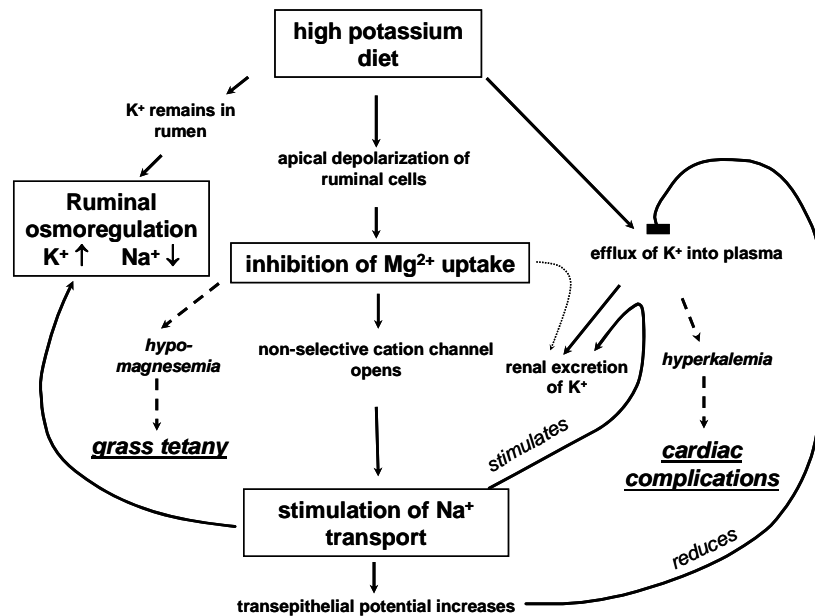 high potassium
diet
K⁺ remains in
rumen
apical depolarization of
ruminal cells
Ruminal
osmoregulation
K⁺ ↑ Na⁺ ↓
inhibition of Mg²⁺ uptake
efflux of K⁺ into plasma
hypo-
magnesemia
non-selective cation channel
opens
renal excretion
of K⁺
hyperkalemia
grass tetany
stimulates
cardiac
complications
stimulation of Na⁺
transport
reduces
transepithelial potential increases